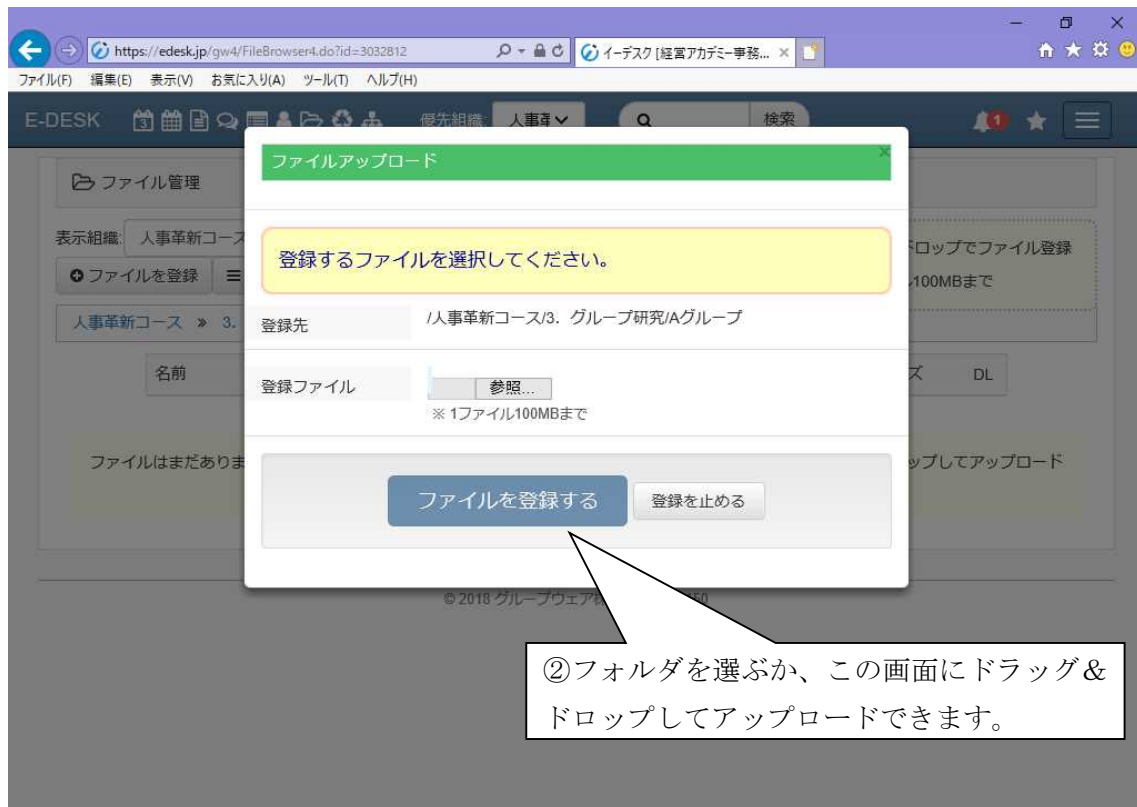 https://edesk.jp/gw4/FileBrowser4.do?id=3032812
イーデスク [経営アカデミー事務...
ファイル(F) 編集(E) 表示(V) お気に入り(A) ツール(T) ヘルプ(H)
E-DESK 3 優先組織: 人事革 検索 1
ファイルアップロード ×
ファイル管理
登録するファイルを選択してください。
表示組織: 人事革新コース
ドロップでファイル登録
ファイルを登録
100MBまで
人事革新コース » 3.
登録先 /人事革新コース/3. グループ研究/Aグループ
名前
ズ DL
登録ファイル 参照...
※ 1ファイル100MBまで
ファイルはまだありま
ップしてアップロード
ファイルを登録する 登録を止める
© 2018 グループウェア
②フォルダを選ぶか、この画面にドラッグ&
ドロップしてアップロードできます。